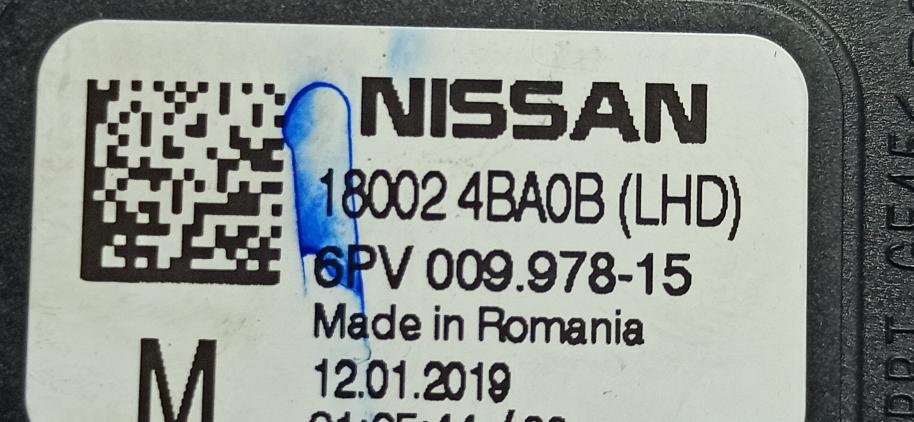 NISSAN
18002 4BA0B (LHD)
6PV 009.978-15
Made in Romania
12.01.2019
M